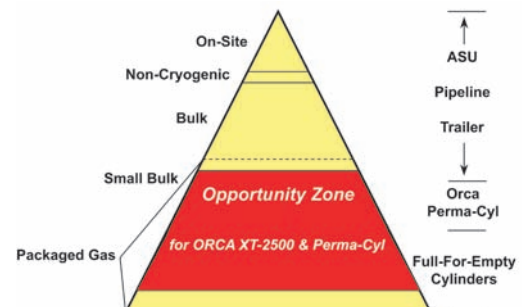 On-Site
Non-Cryogenic
Bulk
Small Bulk
Packaged Gas
Opportunity Zone
for ORCA XT-2500 & Perma-Cyl
ASU
Pipeline
Trailer
Orca
Perma-Cyl
Full-For-Empty
Cylinders